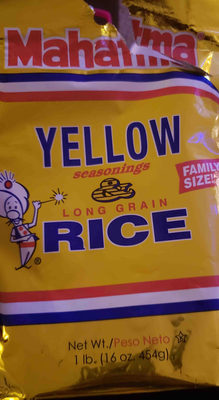 Mahatma
YELLOW
seasonings
LONG GRAIN
RICE
FAMILY
SIZE!
®
Net Wt./Peso Neto
1 lb. (16 oz. 454g)